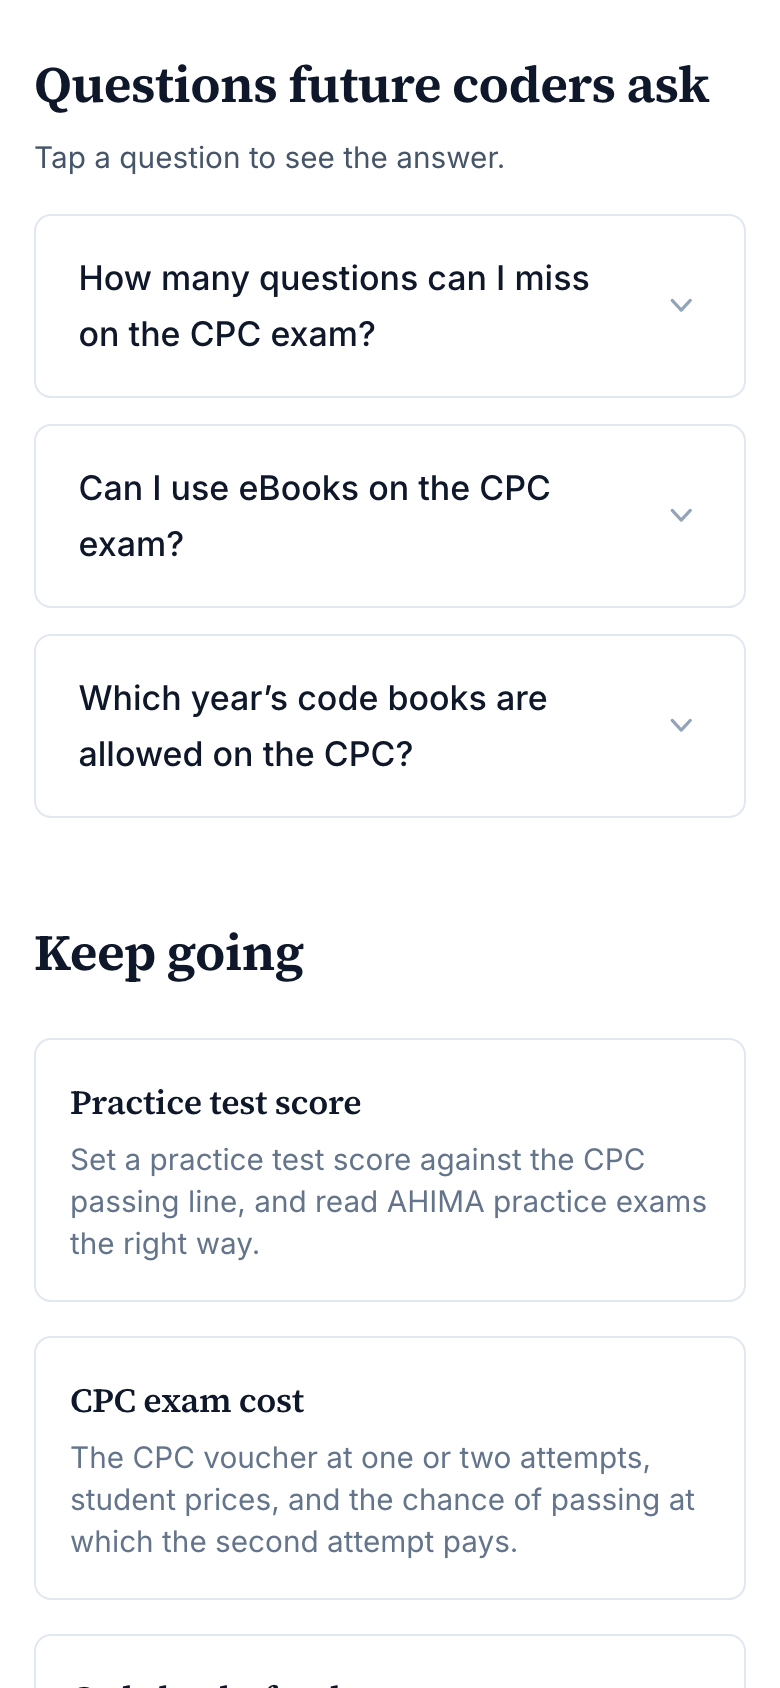 Questions future coders ask
Tap a question to see the answer.
How many questions can I miss
on the CPC exam?
Can I use eBooks on the CPC
exam?
Which year’s code books are
allowed on the CPC?
Keep going
Practice test score
Set a practice test score against the CPC
passing line, and read AHIMA practice exams
the right way.
CPC exam cost
The CPC voucher at one or two attempts,
student prices, and the chance of passing at
which the second attempt pays.